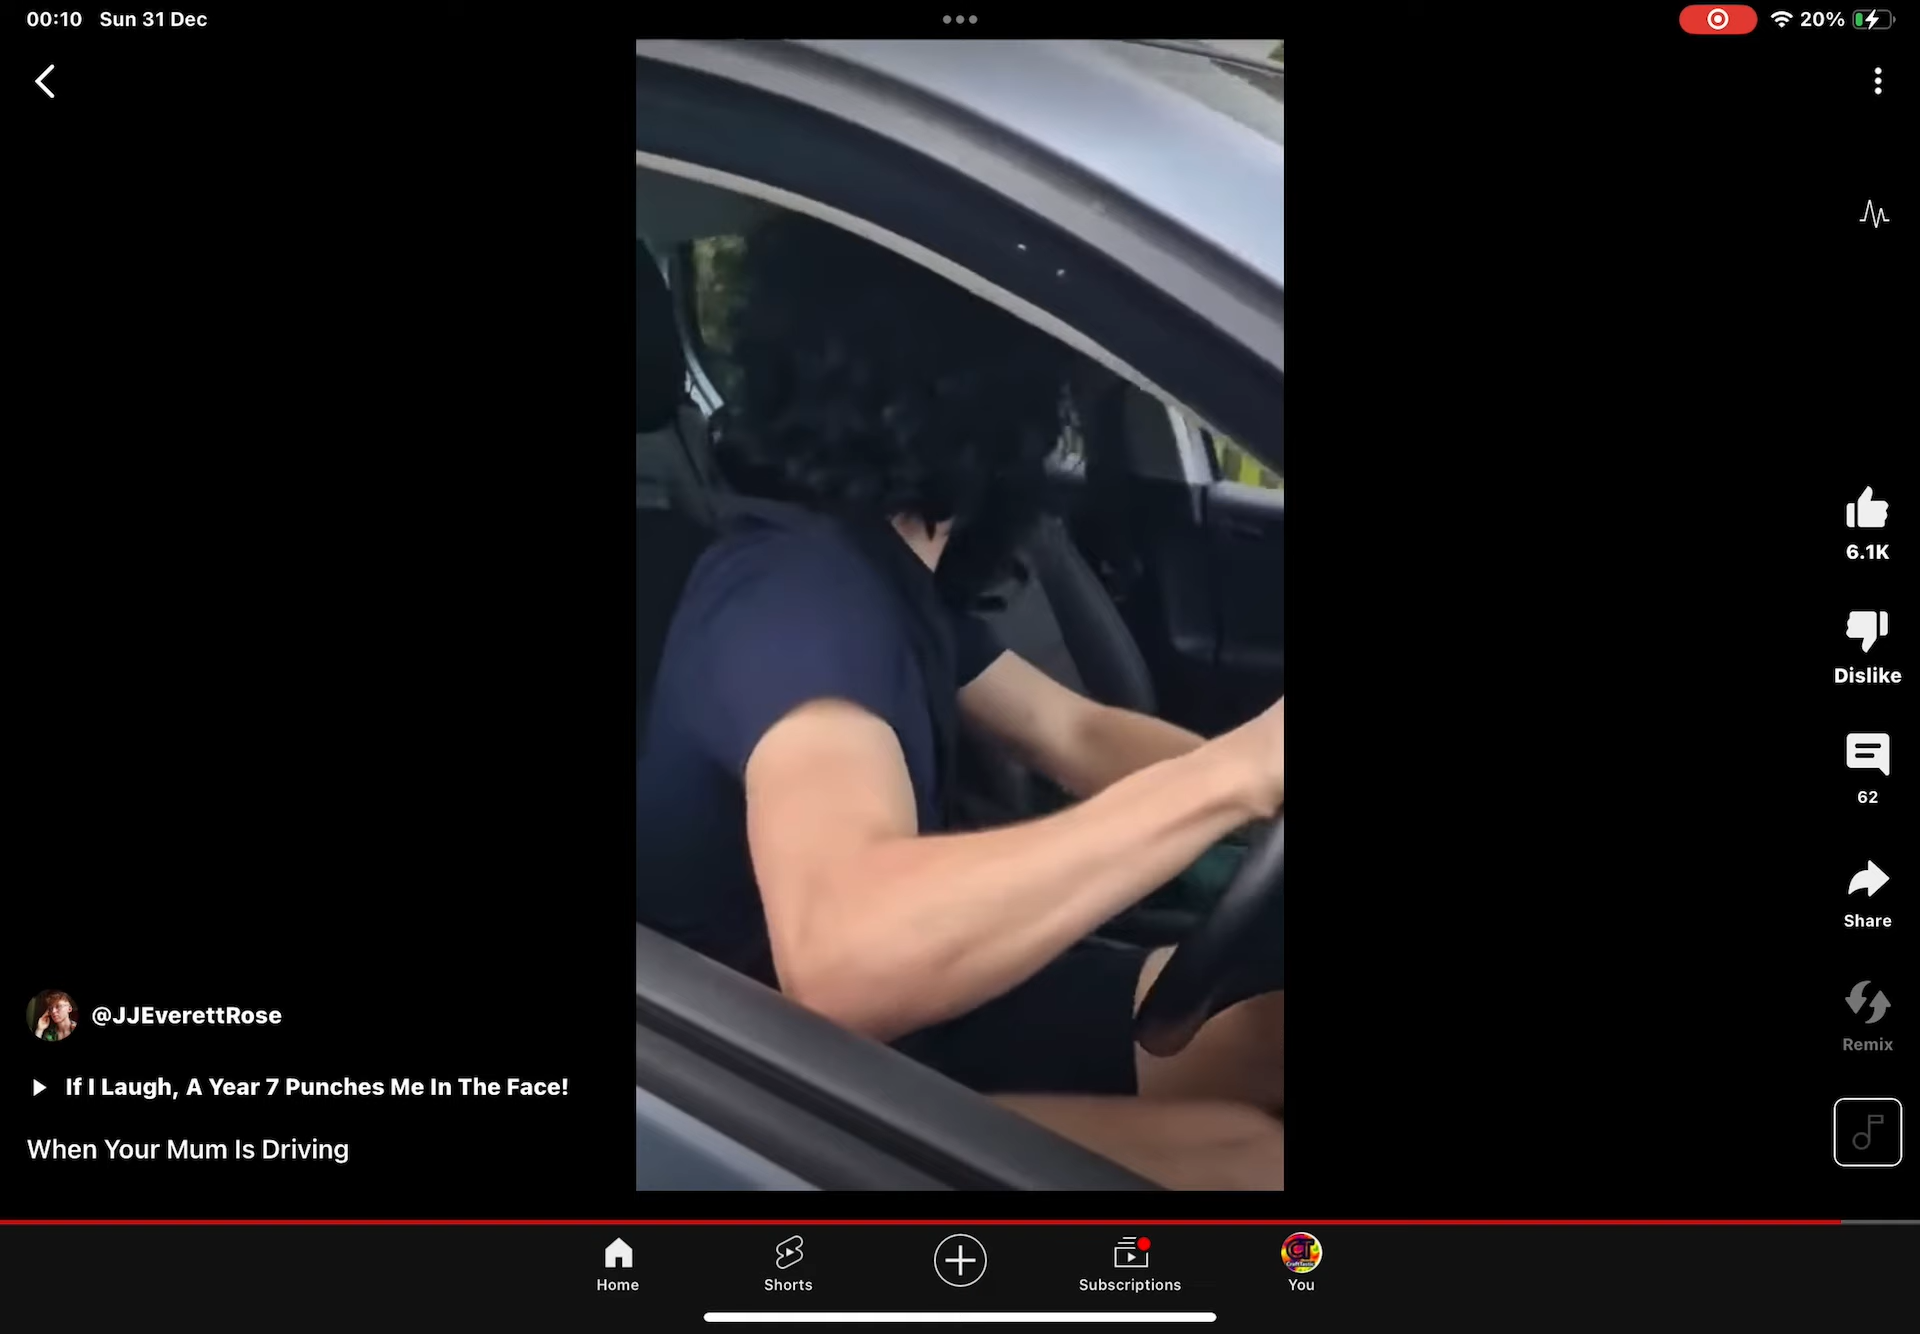 00:10 Sun 31 Dec
20%
6.1K
Dislike
62
Share
@JJEverettRose
Remix
If I Laugh, A Year 7 Punches Me In The Face!
When Your Mum Is Driving
Home
Shorts
Subscriptions
You